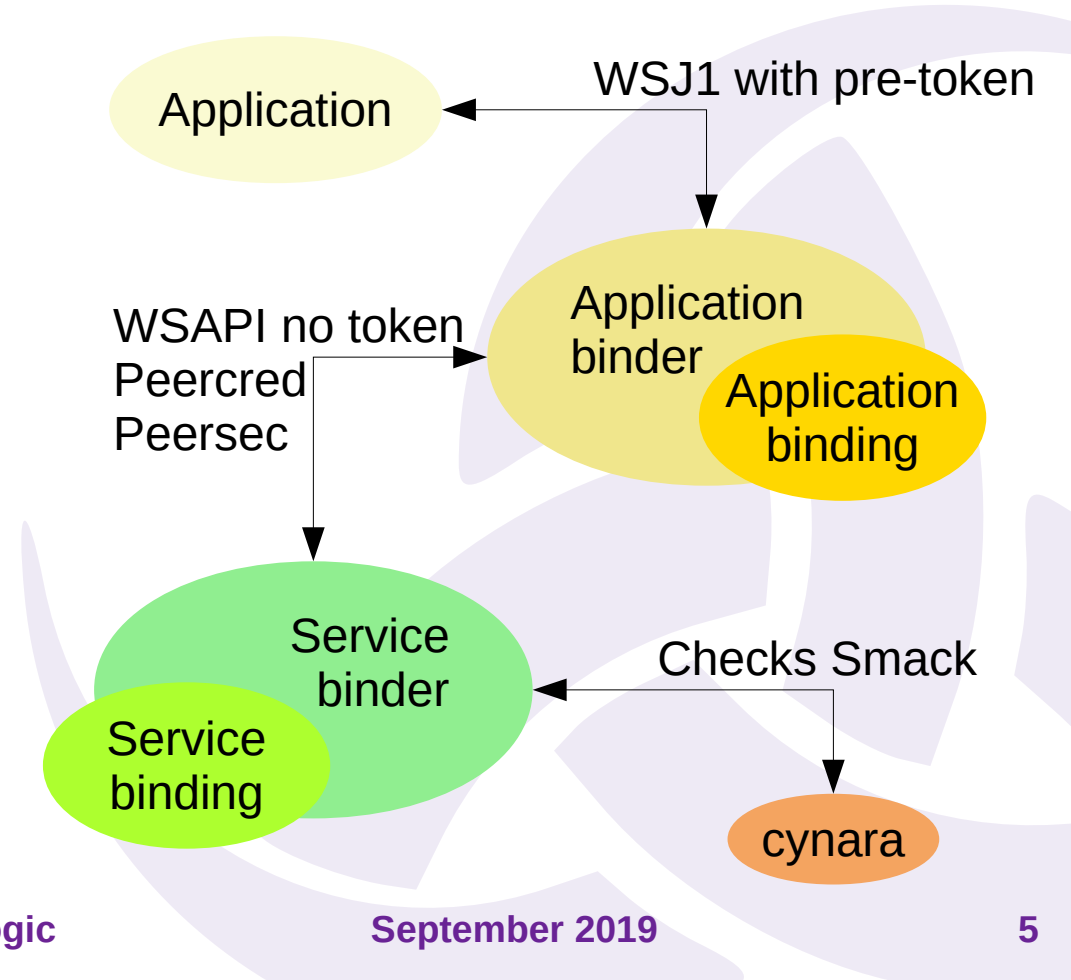 WSJ1 with pre-token
Application
Application
binder
WSAPI no token
Peercred
Peersec
Application
binding
Service
binder
Checks Smack
Service
binding
cynara
gic
September 2019
5